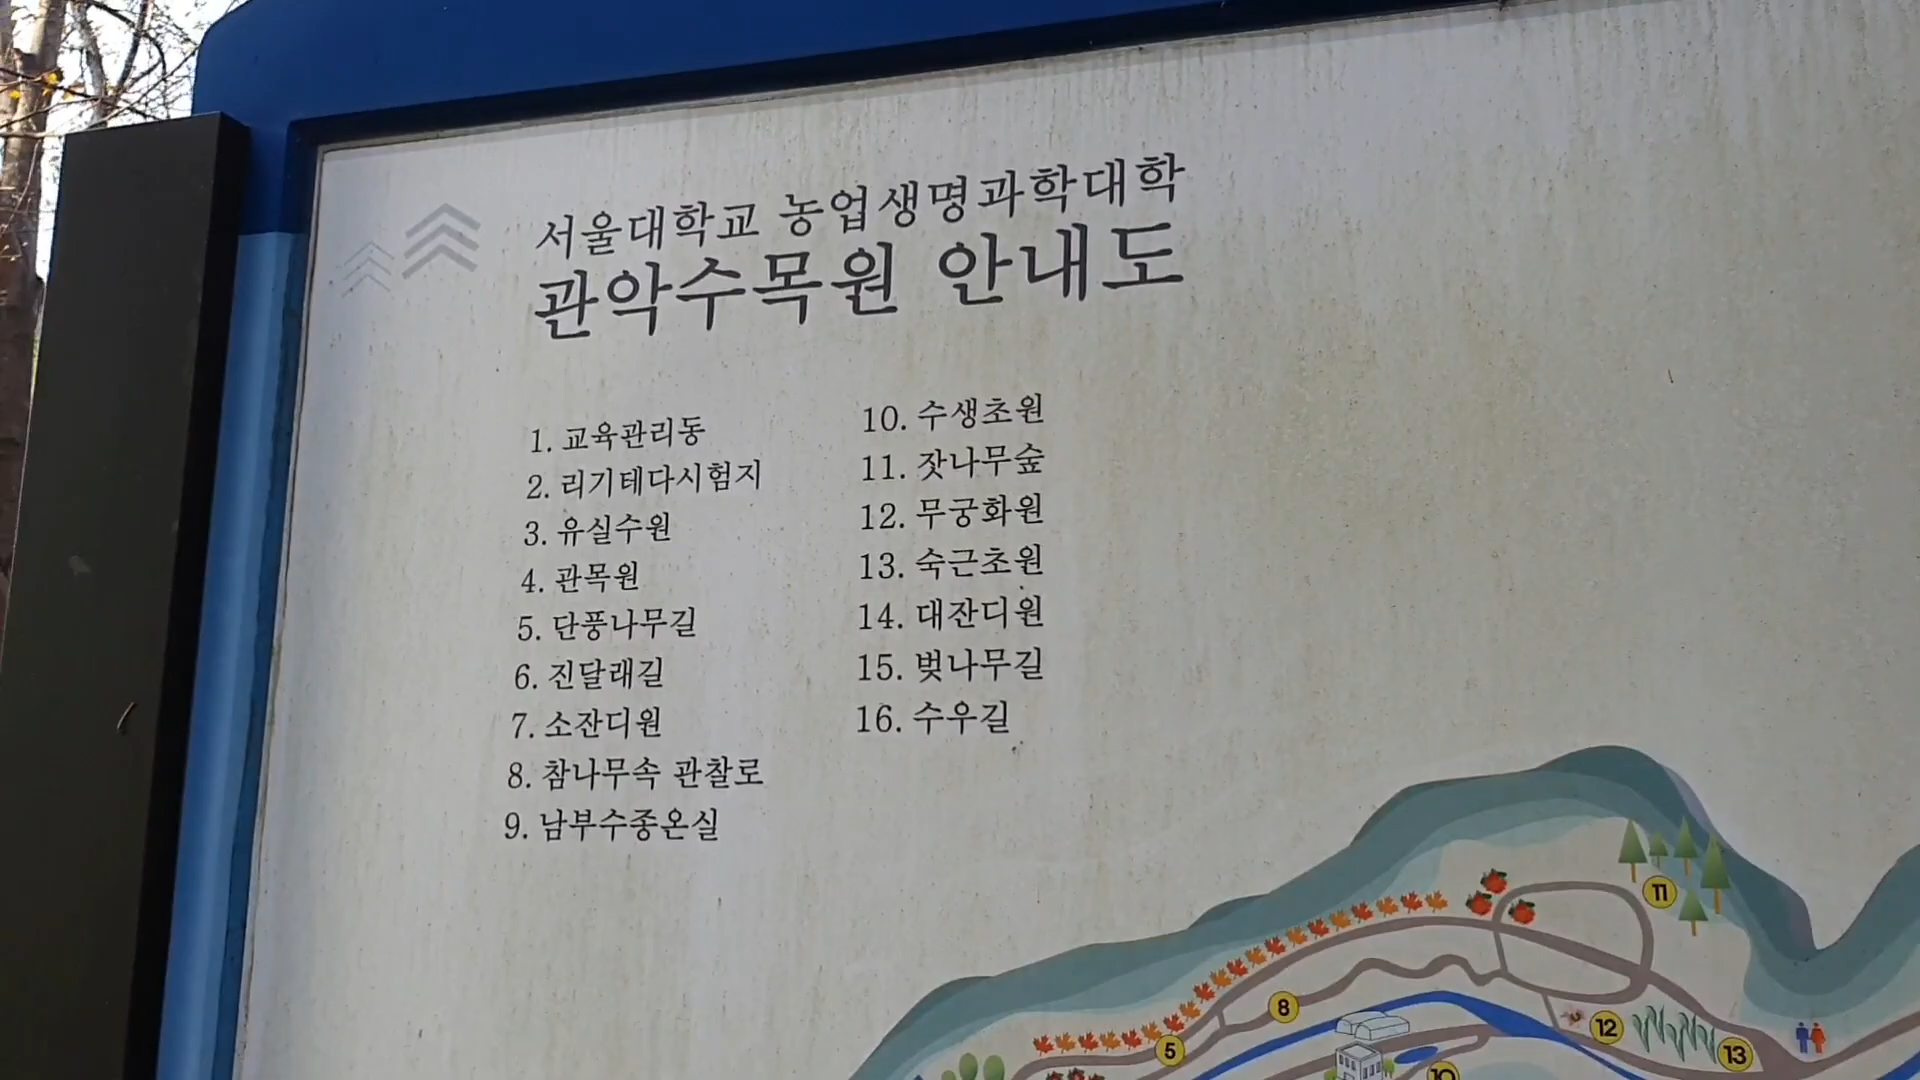 서울대학교 농업생명과학대학
관악수목원 안내도
1. 교육관리동
2. 리기테다시험지
3. 유실수원
4. 관목원
5. 단풍나무길
6. 진달래길
7. 소잔디원
8. 참나무속 관찰로
9. 남부수종온실
10. 수생초원
11. 잣나무숲
12. 무궁화원
13. 숙근초원
14. 대잔디원
15. 벚나무길
16. 수우길
11
8
12
5
13
10